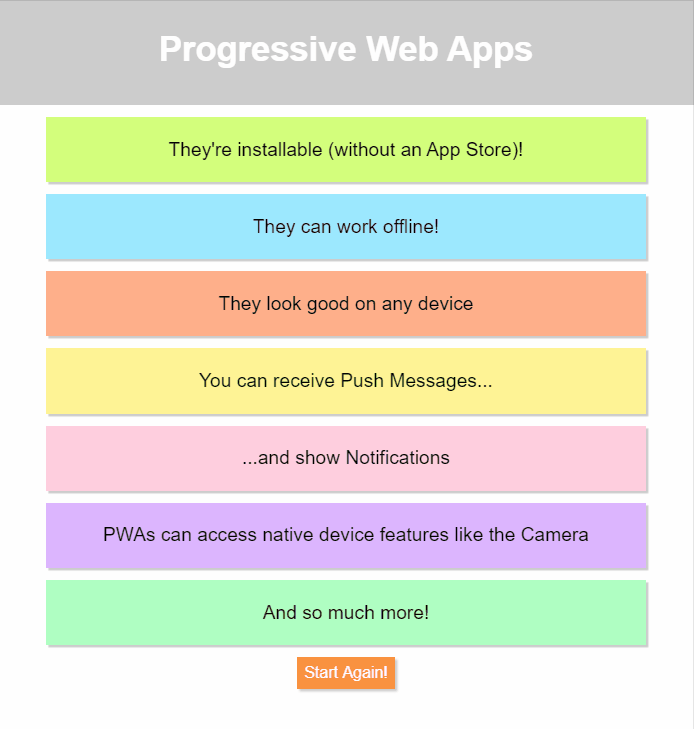 Progressive Web Apps
They're installable (without an App Store)!
They can work offline!
They look good on any device
You can receive Push Messages...
...and show Notifications
PWAs can access native device features like the Camera
And so much more!
Start Again!